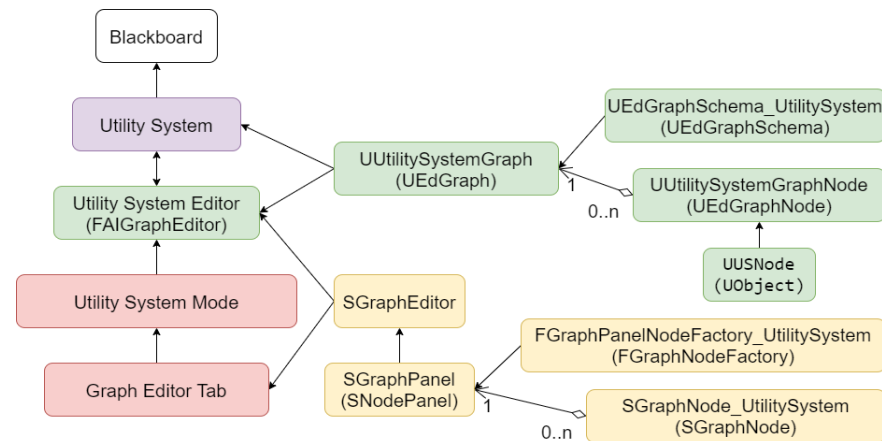 Blackboard
Utility System
Utility System Editor
(FAIGraphEditor)
Utility System Mode
Graph Editor Tab
UUtilitySystemGraph
(UEdGraph)
UEdGraphSchema_UtilitySystem
(UEdGraphSchema)
1
0..n
UUtilitySystemGraphNode
(UEdGraphNode)
UUSNode
(UObject)
SGraphEditor
SGraphPanel
(SNodePanel)
FGraphPanelNodeFactory_UtilitySystem
(FGraphNodeFactory)
1
0..n
SGraphNode_UtilitySystem
(SGraphNode)